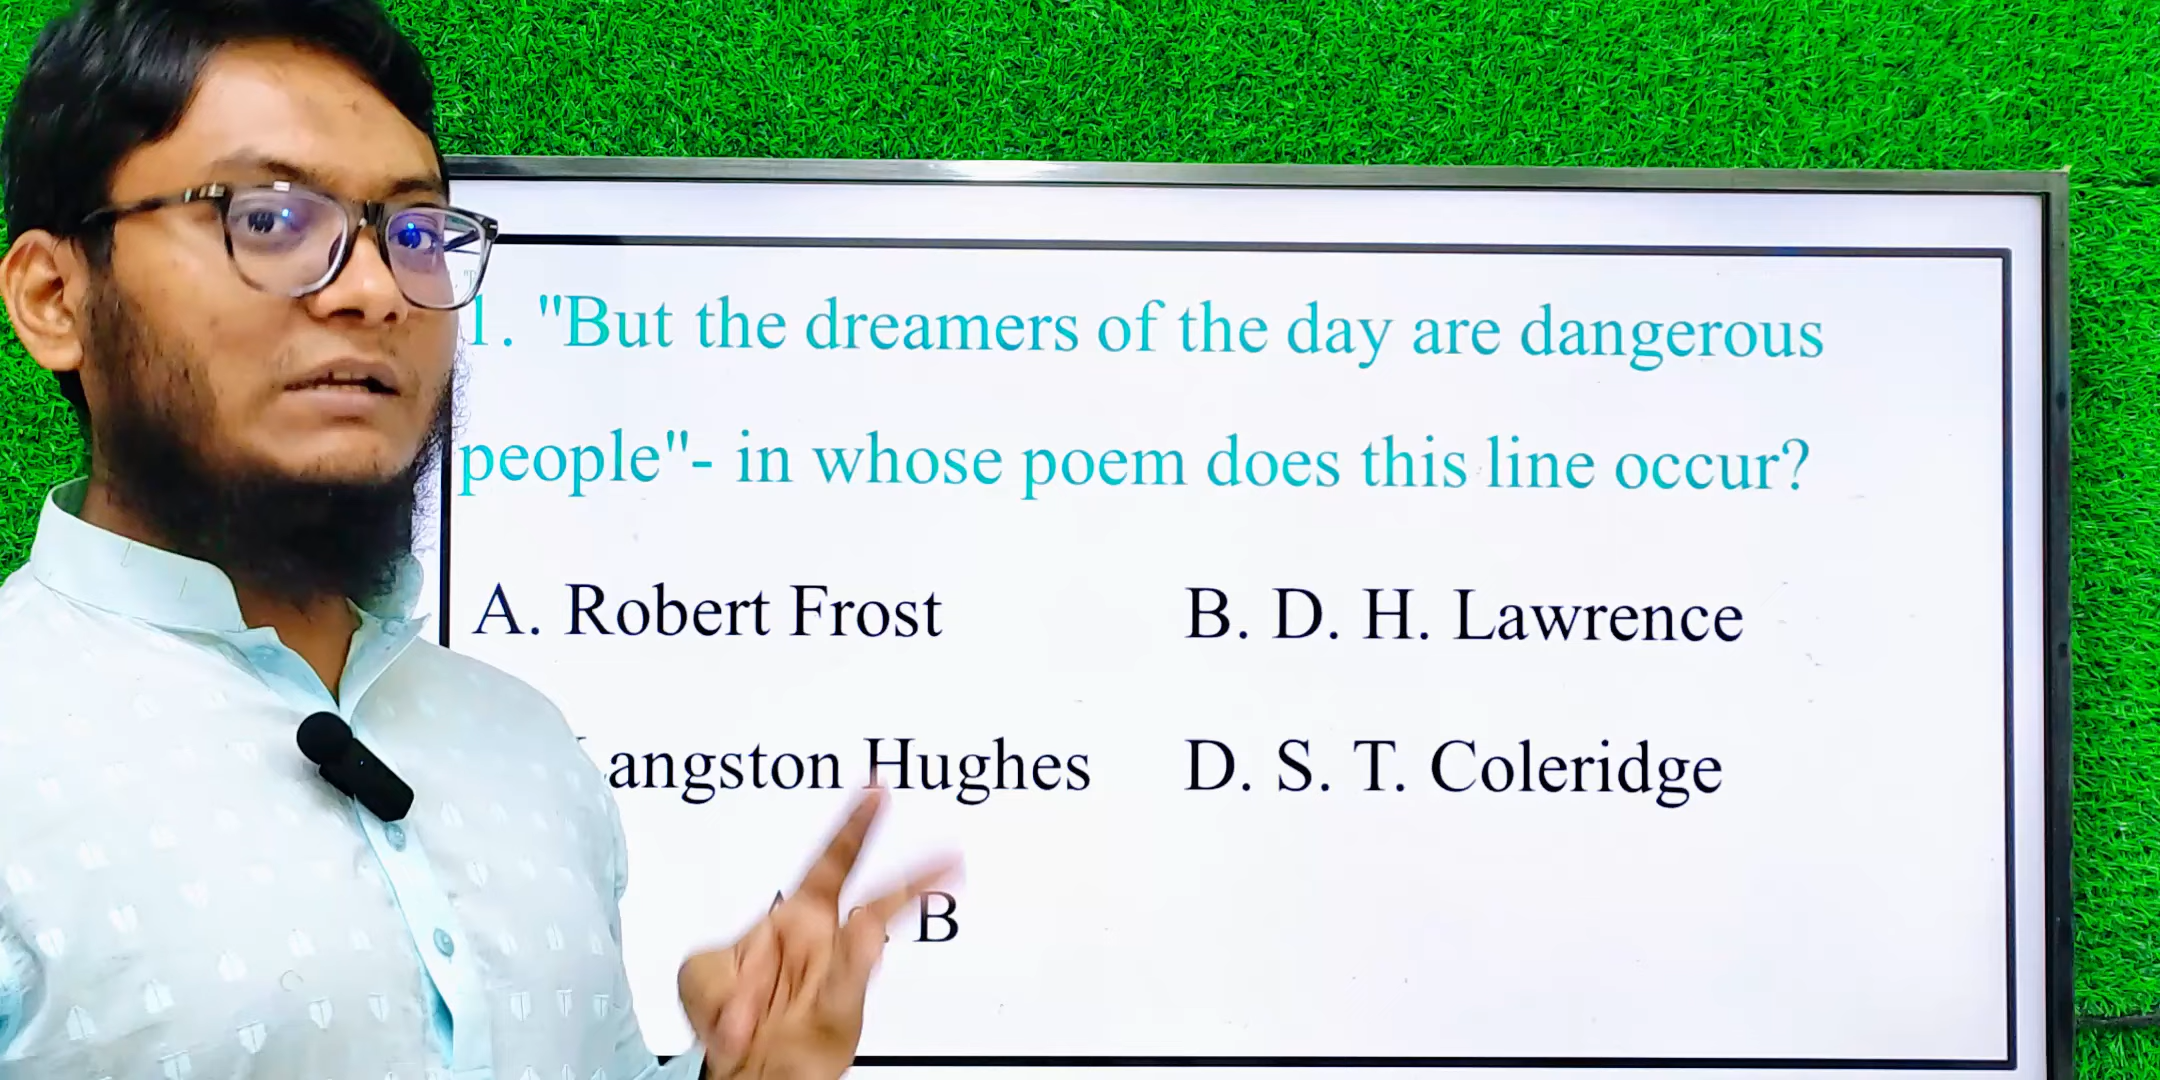 1. "But the dreamers of the day are dangerous
people"- in whose poem does this line occur?
A. Robert Frost B. D. H. Lawrence
Hughes D. S. T. Coleridge
B